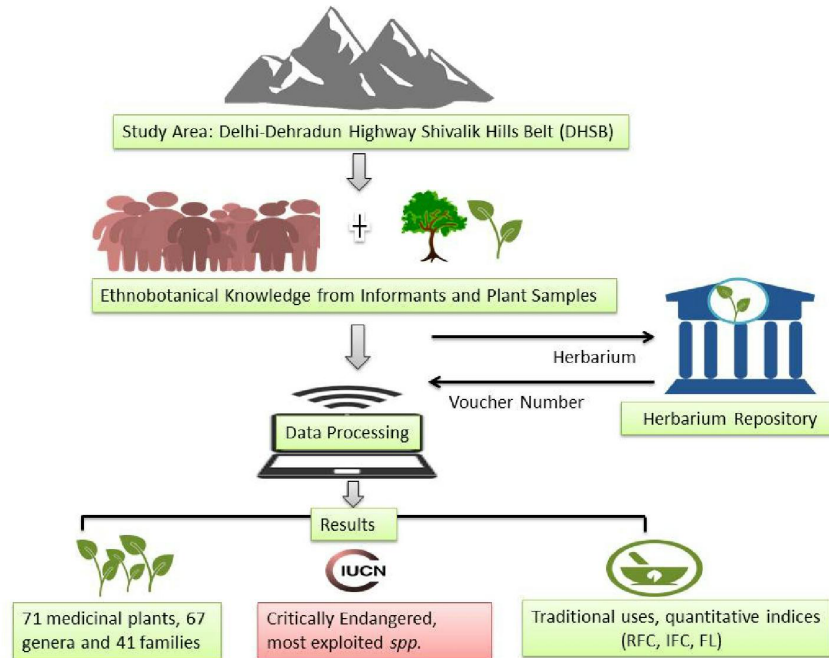 Study Area: Delhi-Dehradun Highway Shivalik Hills Belt (DHSB)
Ethnobotanical Knowledge from Informants and Plant Samples
Herbarium
Voucher Number
Herbarium Repository
Data Processing
Results
71 medicinal plants, 67
genera and 41 families
IUCN
Critically Endangered,
most exploited spp.
Traditional uses, quantitative indices
(RFC, IFC, FL)